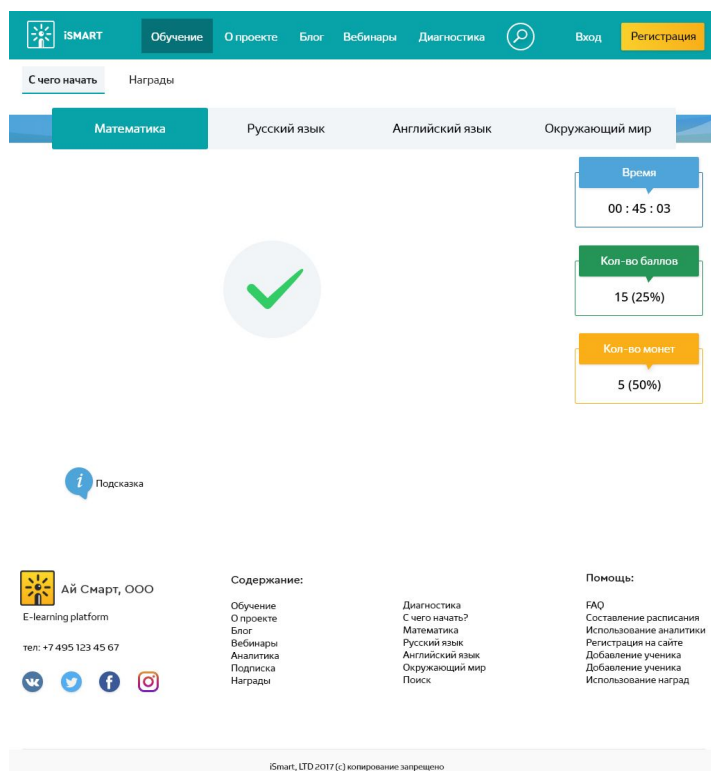 iSMART Обучение О проекте Блог Вебинары Диагностика Вход Регистрация
С чего начать Награды
Математика Русский язык Английский язык Окружающий мир
Время
00 : 45 : 03
Кол-во баллов
15 (25%)
Кол-во монет
5 (50%)
i Подсказка
Ай Смарт, ООО
E-learning platform
тел: +7 495 123 45 67
Содержание:
Обучение
О проекте
Блог
Вебинары
Аналитика
Подписка
Награды
Диагностика
С чего начать?
Математика
Русский язык
Английский язык
Окружающий мир
Поиск
Помощь:
FAQ
Составление расписания
Использование аналитики
Регистрация на сайте
Добавление ученика
Добавление ученика
Использование наград
iSmart, LTD 2017 (c) копирование запрещено